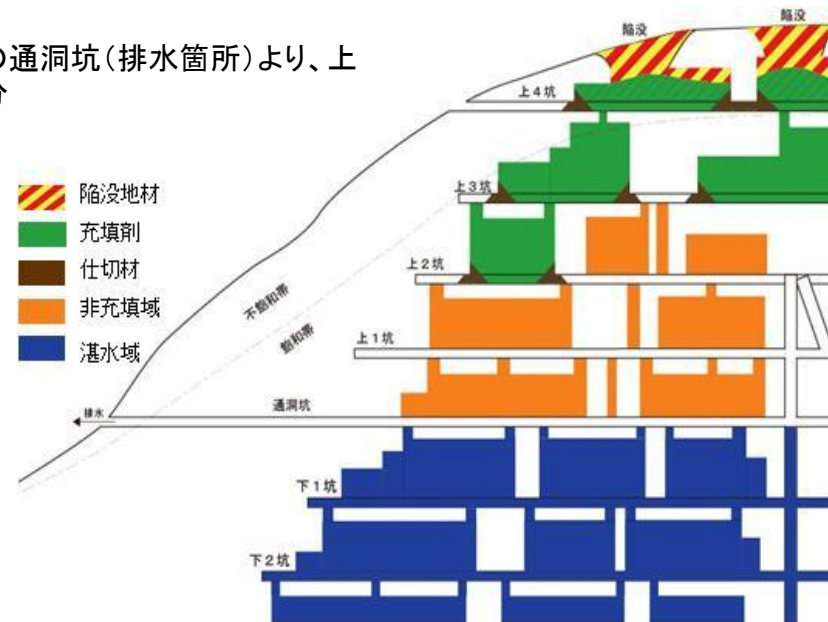 の通洞坑(排水箇所)より、上
分
陥没地材
充填剤
仕切材
非充填域
湛水域
陥没
陥没
上4坑
上3坑
上2坑
上1坑
不飽和帯
飽和帯
排水
通洞坑
下1坑
下2坑